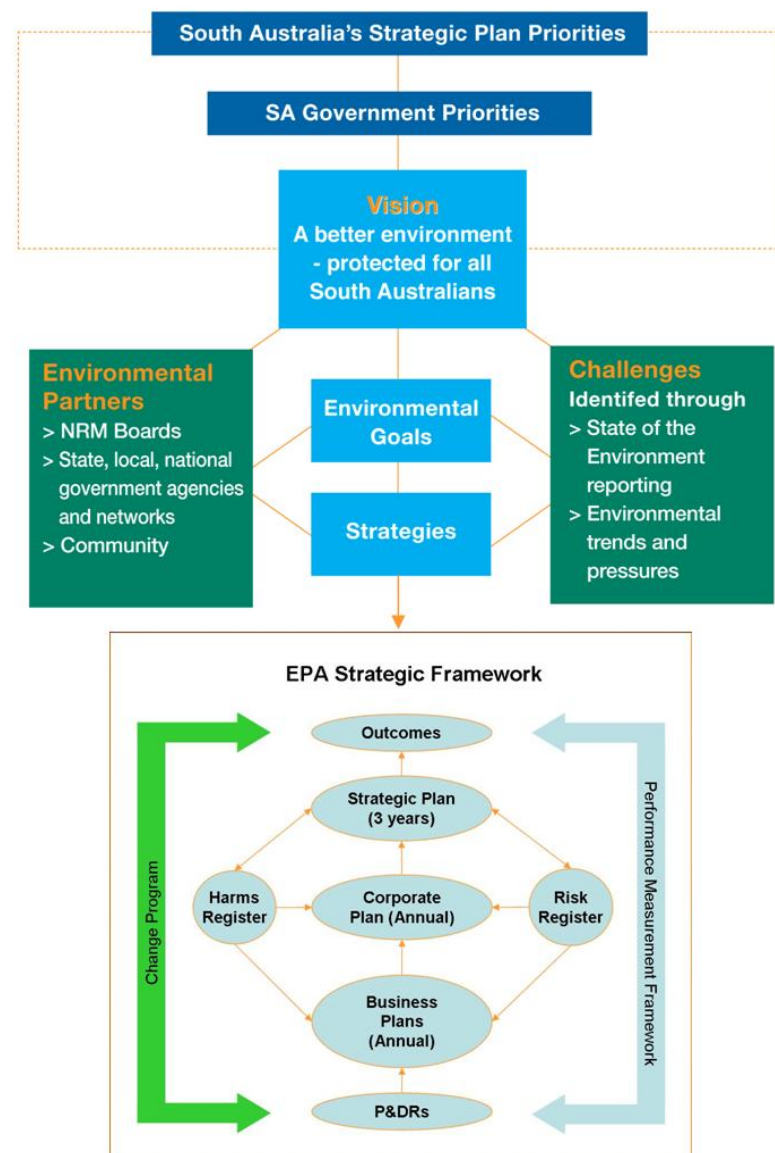 South Australia's Strategic Plan Priorities
SA Government Priorities
Vision
A better environment
- protected for all
South Australians
Environmental
Partners
> NRM Boards
> State, local, national
government agencies
and networks
> Community
Environmental
Goals
Strategies
Challenges
Identifed through
> State of the
Environment
reporting
> Environmental
trends and
pressures
EPA Strategic Framework
Outcomes
Strategic Plan
(3 years)
Harms
Register
Corporate
Plan (Annual)
Risk
Register
Business
Plans
(Annual)
P&DRs
Change Program
Performance Measurement Framework